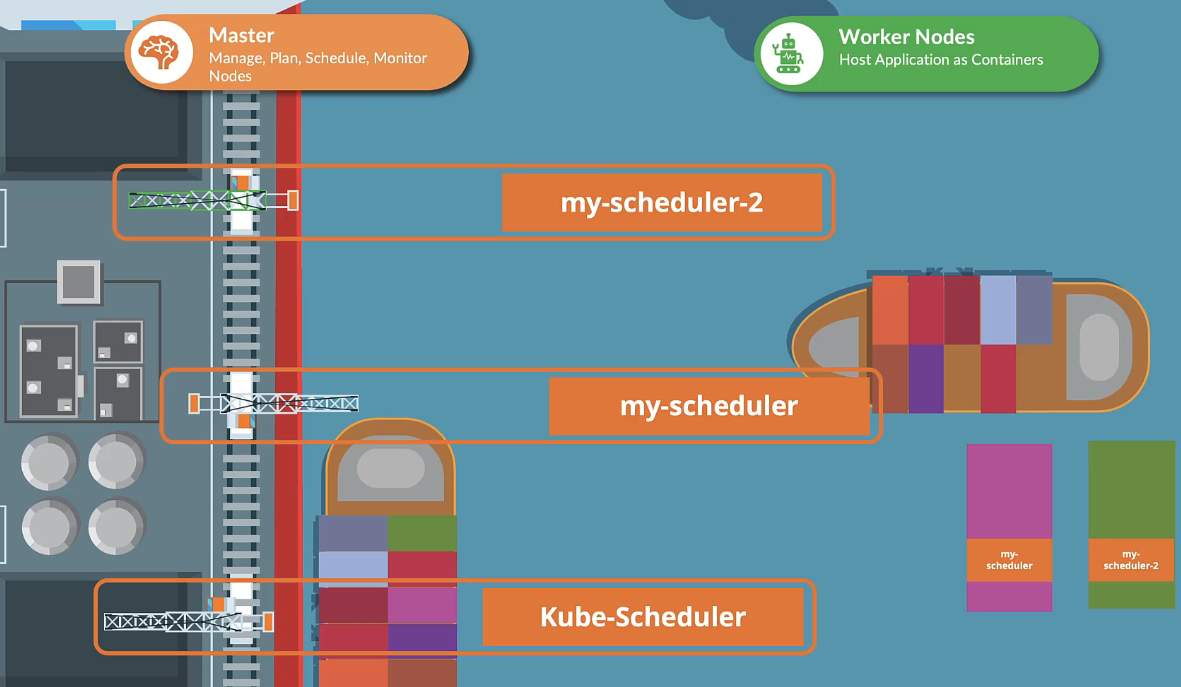 Master
Manage, Plan, Schedule, Monitor
Nodes
Worker Nodes
Host Application as Containers
my-scheduler-2
my-scheduler
my-
scheduler
my-
scheduler-2
Kube-Scheduler